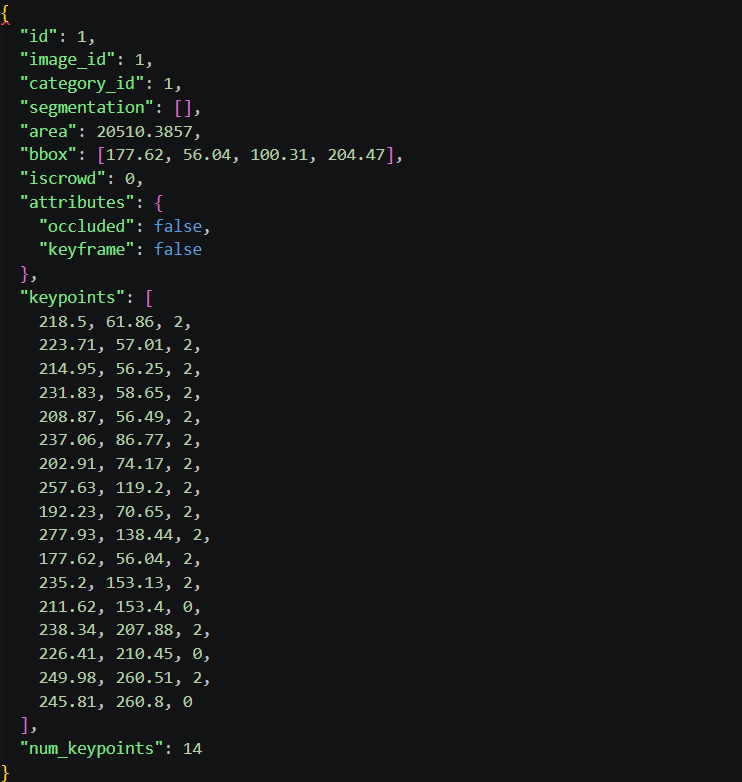 {
"id": 1,
"image_id": 1,
"category_id": 1,
"segmentation": [],
"area": 20510.3857,
"bbox": [177.62, 56.04, 100.31, 204.47],
"iscrowd": 0,
"attributes": {
"occluded": false,
"keyframe": false
},
"keypoints": [
218.5, 61.86, 2,
223.71, 57.01, 2,
214.95, 56.25, 2,
231.83, 58.65, 2,
208.87, 56.49, 2,
237.06, 86.77, 2,
202.91, 74.17, 2,
257.63, 119.2, 2,
192.23, 70.65, 2,
277.93, 138.44, 2,
177.62, 56.04, 2,
235.2, 153.13, 2,
211.62, 153.4, 0,
238.34, 207.88, 2,
226.41, 210.45, 0,
249.98, 260.51, 2,
245.81, 260.8, 0
],
"num_keypoints": 14
}